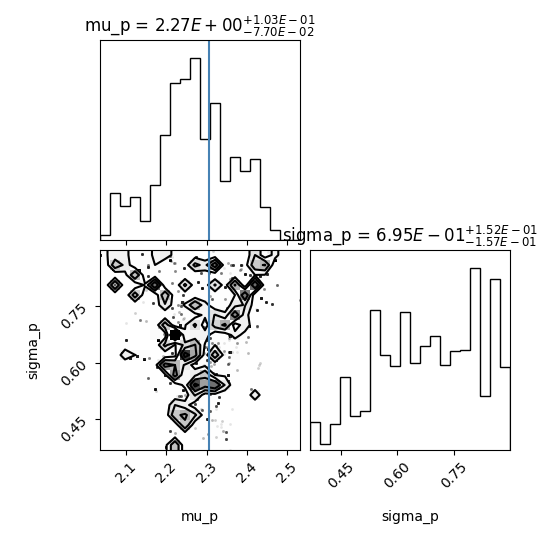 mu_p = 2.27E + 00+1.03E − 01 −7.70E − 02
sigma_p = 6.95E − 01+1.52E − 01 −1.57E − 01
sigma_p
0.75
0.60
0.45
2.1 2.2 2.3 2.4 2.5
0.45 0.60 0.75
mu_p sigma_p